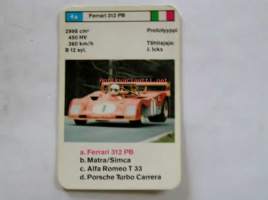 4a Ferrari 312 PB
2998 cm³ Prototyyppi
450 HV
360 km/h Tähtiajaja
B 12 syl. J. Ickx
a. Ferrari 312 PB
b. Matra/Simca
c. Alfa Romeo T 33
d. Porsche Turbo Carrera